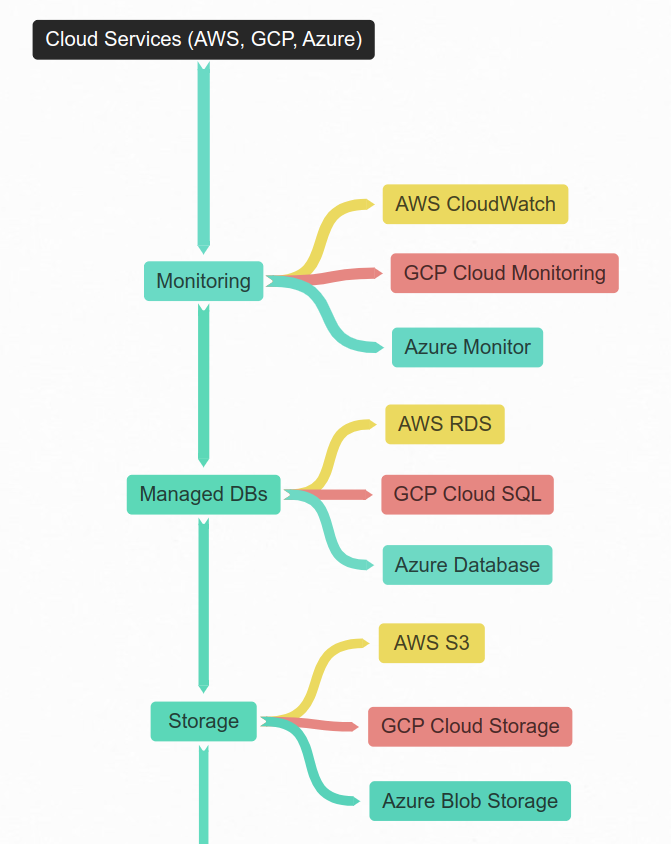 Cloud Services (AWS, GCP, Azure)
Monitoring
AWS CloudWatch
GCP Cloud Monitoring
Azure Monitor
Managed DBs
AWS RDS
GCP Cloud SQL
Azure Database
Storage
AWS S3
GCP Cloud Storage
Azure Blob Storage